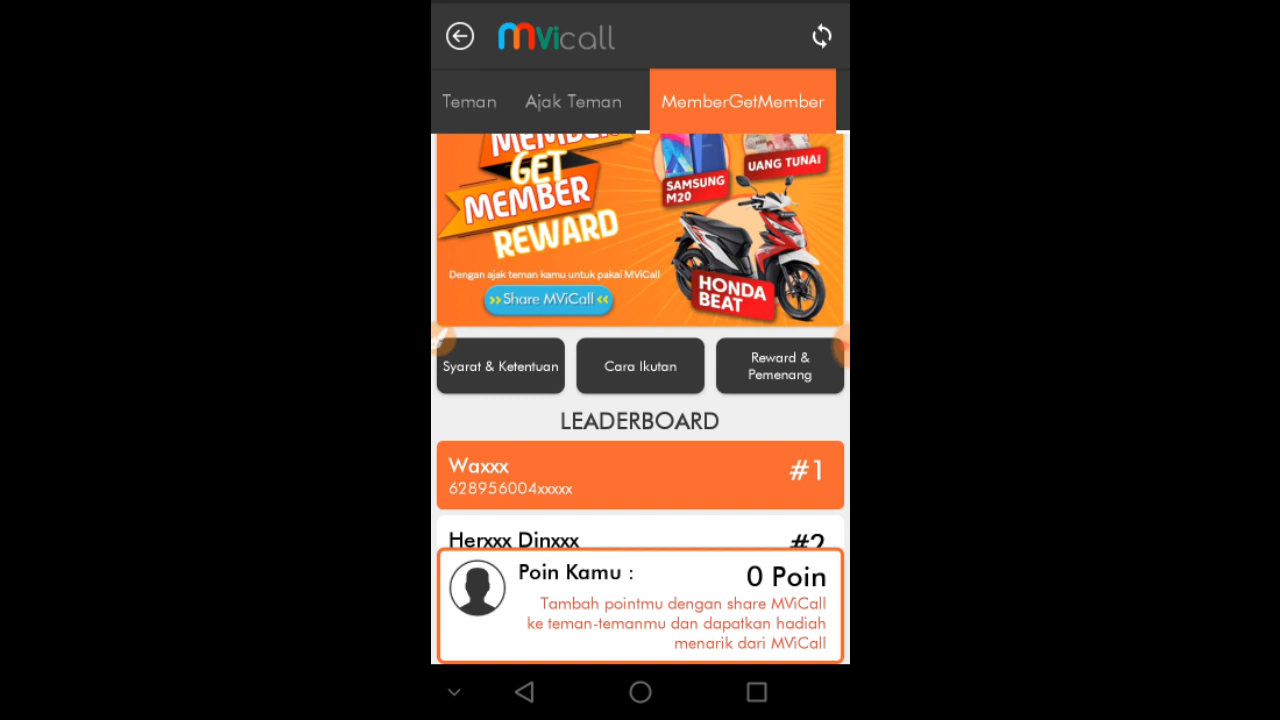 MViCall
Teman
Ajak Teman
MemberGetMember
MEMBER
GET
MEMBER
REWARD
Dengan ajak teman kamu untuk pakai MViCall
Share MViCall
SAMSUNG
M20
UANG TUNAI
HONDA
BEAT
Syarat & Ketentuan
Cara Ikutan
Reward &
Pemenang
LEADERBOARD
Waxxx
#1
628956004xxxxx
Herxxx Dinxxx
#2
Poin Kamu :
0 Poin
Tambah pointmu dengan share MViCall
ke teman-temanmu dan dapatkan hadiah
menarik dari MViCall